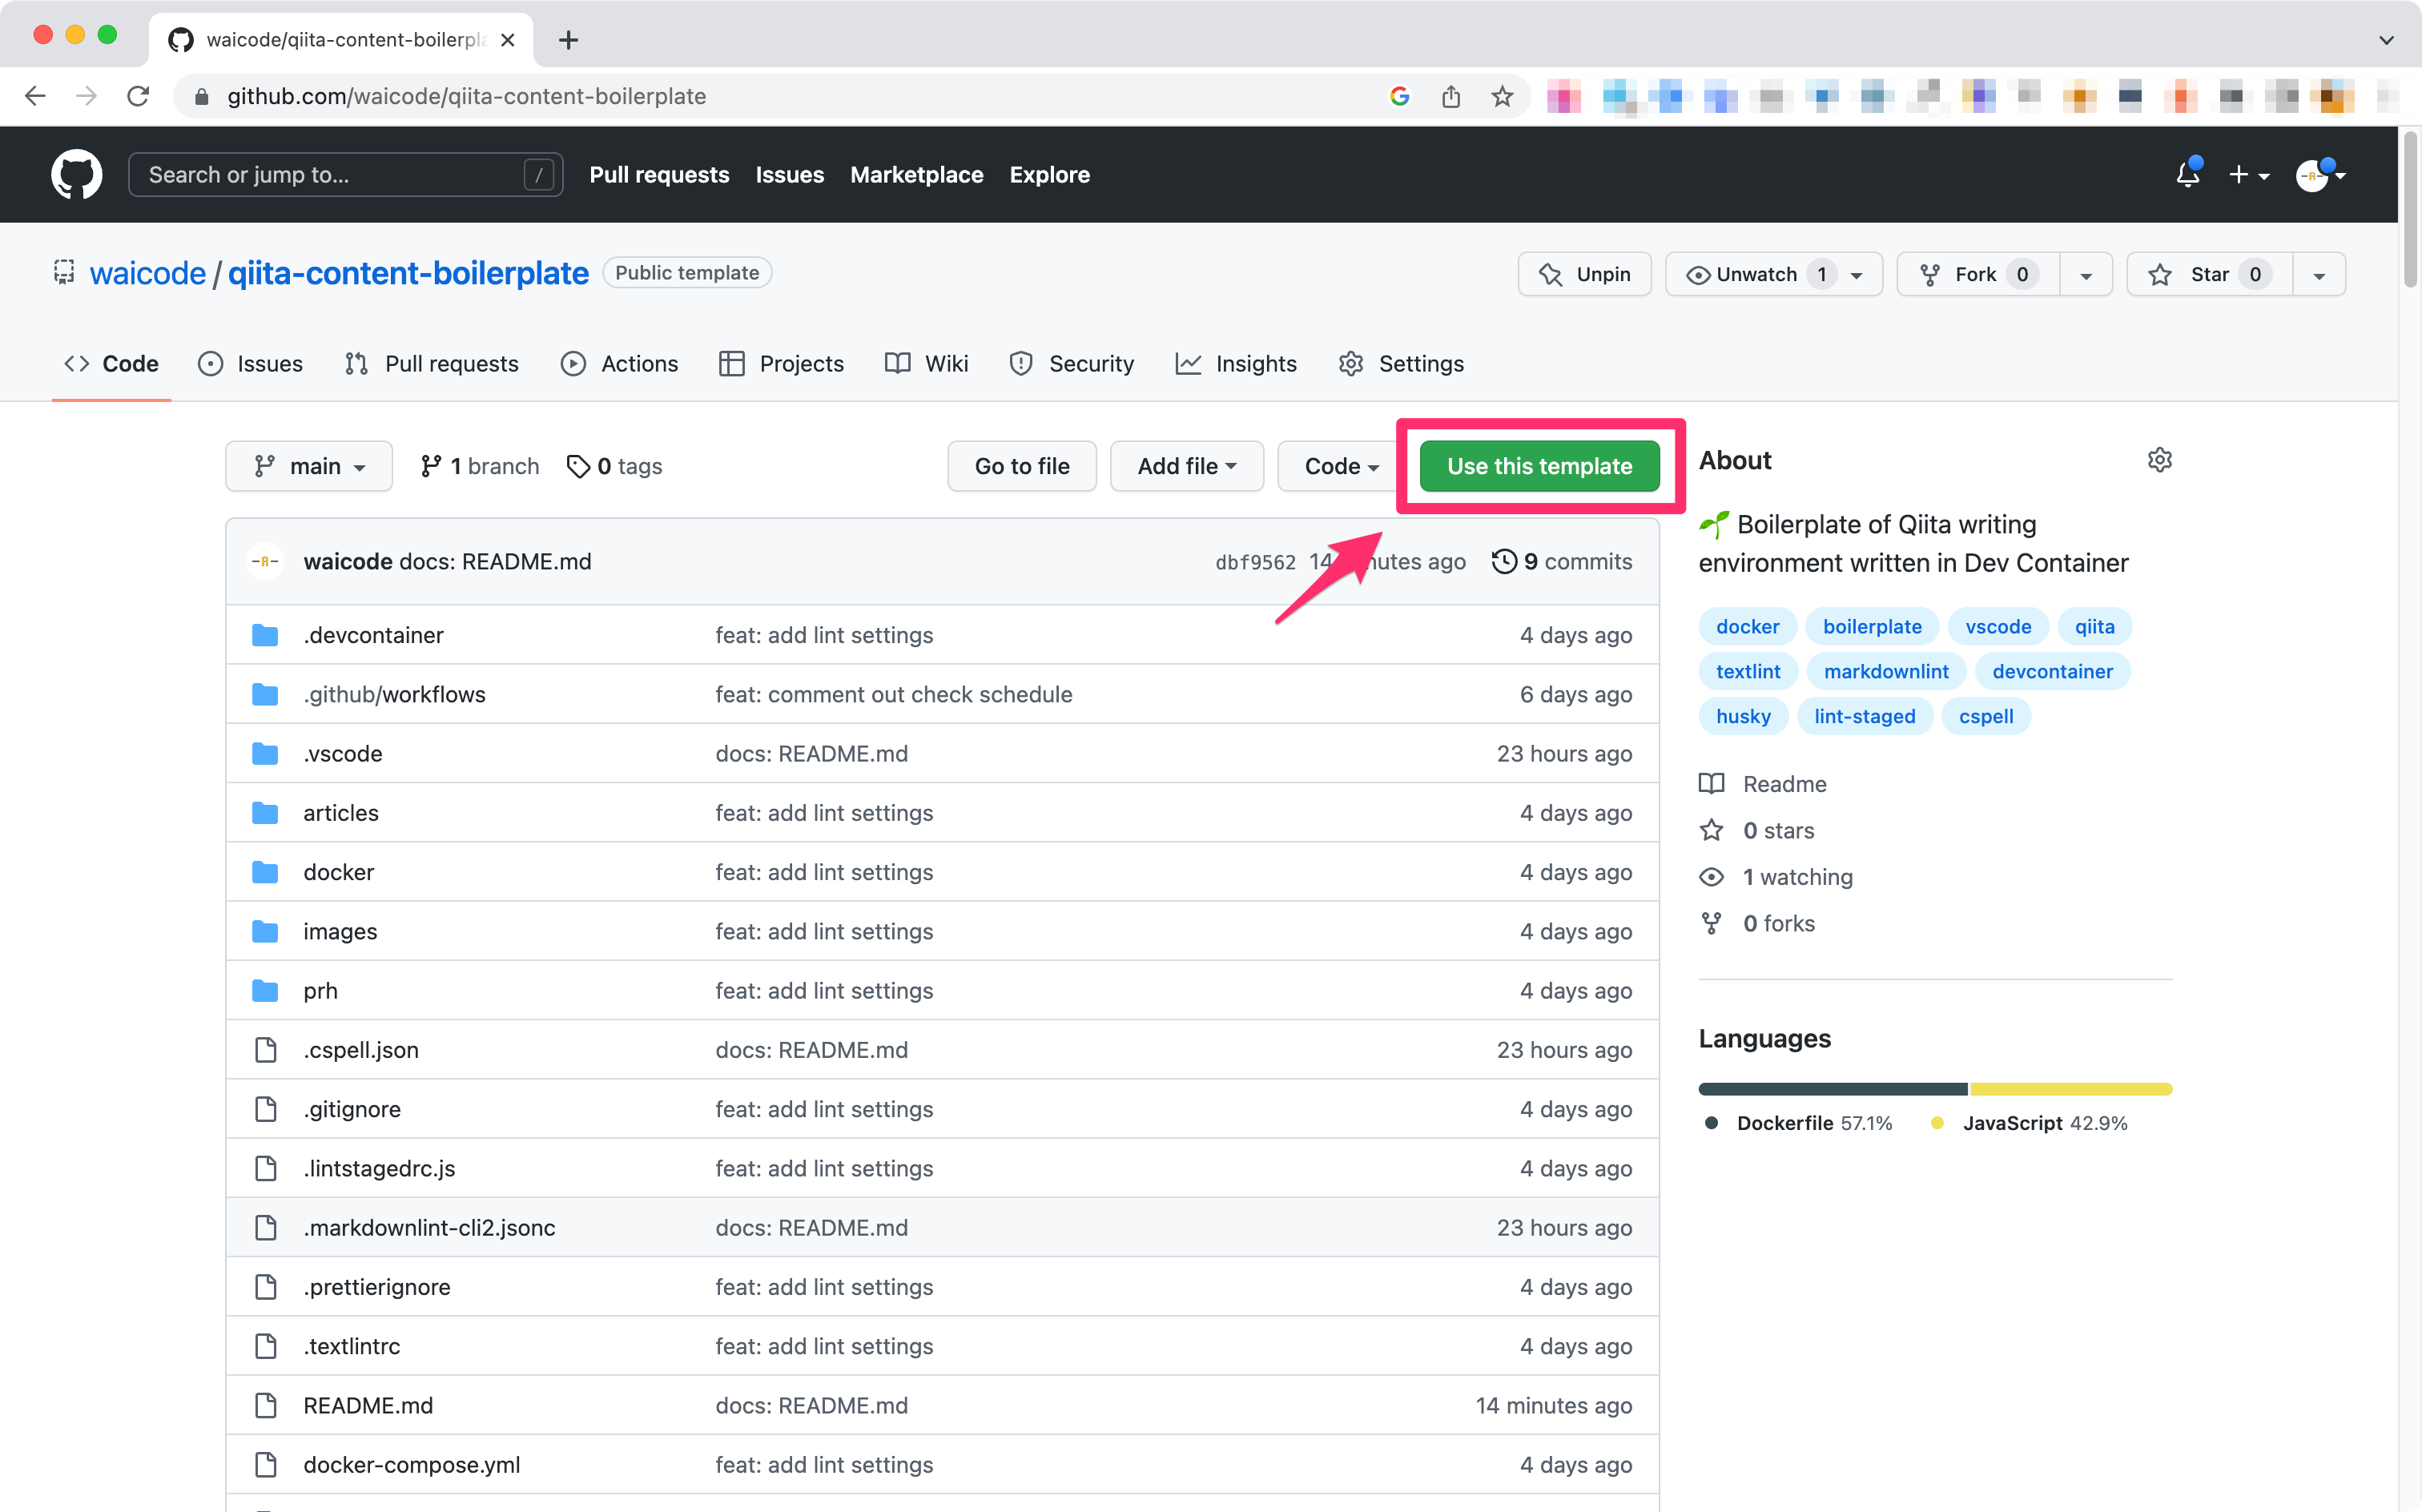 waicode/qiita-content-boilerpla
github.com/waicode/qiita-content-boilerplate
Search or jump to... / Pull requests Issues Marketplace Explore
waicode / qiita-content-boilerplate Public template Unpin Unwatch 1 Fork 0 Star 0
Code Issues Pull requests Actions Projects Wiki Security Insights Settings
main 1 branch 0 tags Go to file Add file Code Use this template
waicode docs: README.md dbf9562 14 nutes ago 9 commits
.devcontainer feat: add lint settings 4 days ago
.github/workflows feat: comment out check schedule 6 days ago
.vscode docs: README.md 23 hours ago
articles feat: add lint settings 4 days ago
docker feat: add lint settings 4 days ago
images feat: add lint settings 4 days ago
prh feat: add lint settings 4 days ago
.cspell.json docs: README.md 23 hours ago
.gitignore feat: add lint settings 4 days ago
.lintstagedrc.js feat: add lint settings 4 days ago
.markdownlint-cli2.jsonc docs: README.md 23 hours ago
.prettierignore feat: add lint settings 4 days ago
.textlintrc feat: add lint settings 4 days ago
README.md docs: README.md 14 minutes ago
docker-compose.yml feat: add lint settings 4 days ago
About
Boilerplate of Qiita writing
environment written in Dev Container
docker boilerplate vscode qiita
textlint markdownlint devcontainer
husky lint-staged cspell
Readme
0 stars
1 watching
0 forks
Languages
Dockerfile 57.1% JavaScript 42.9%